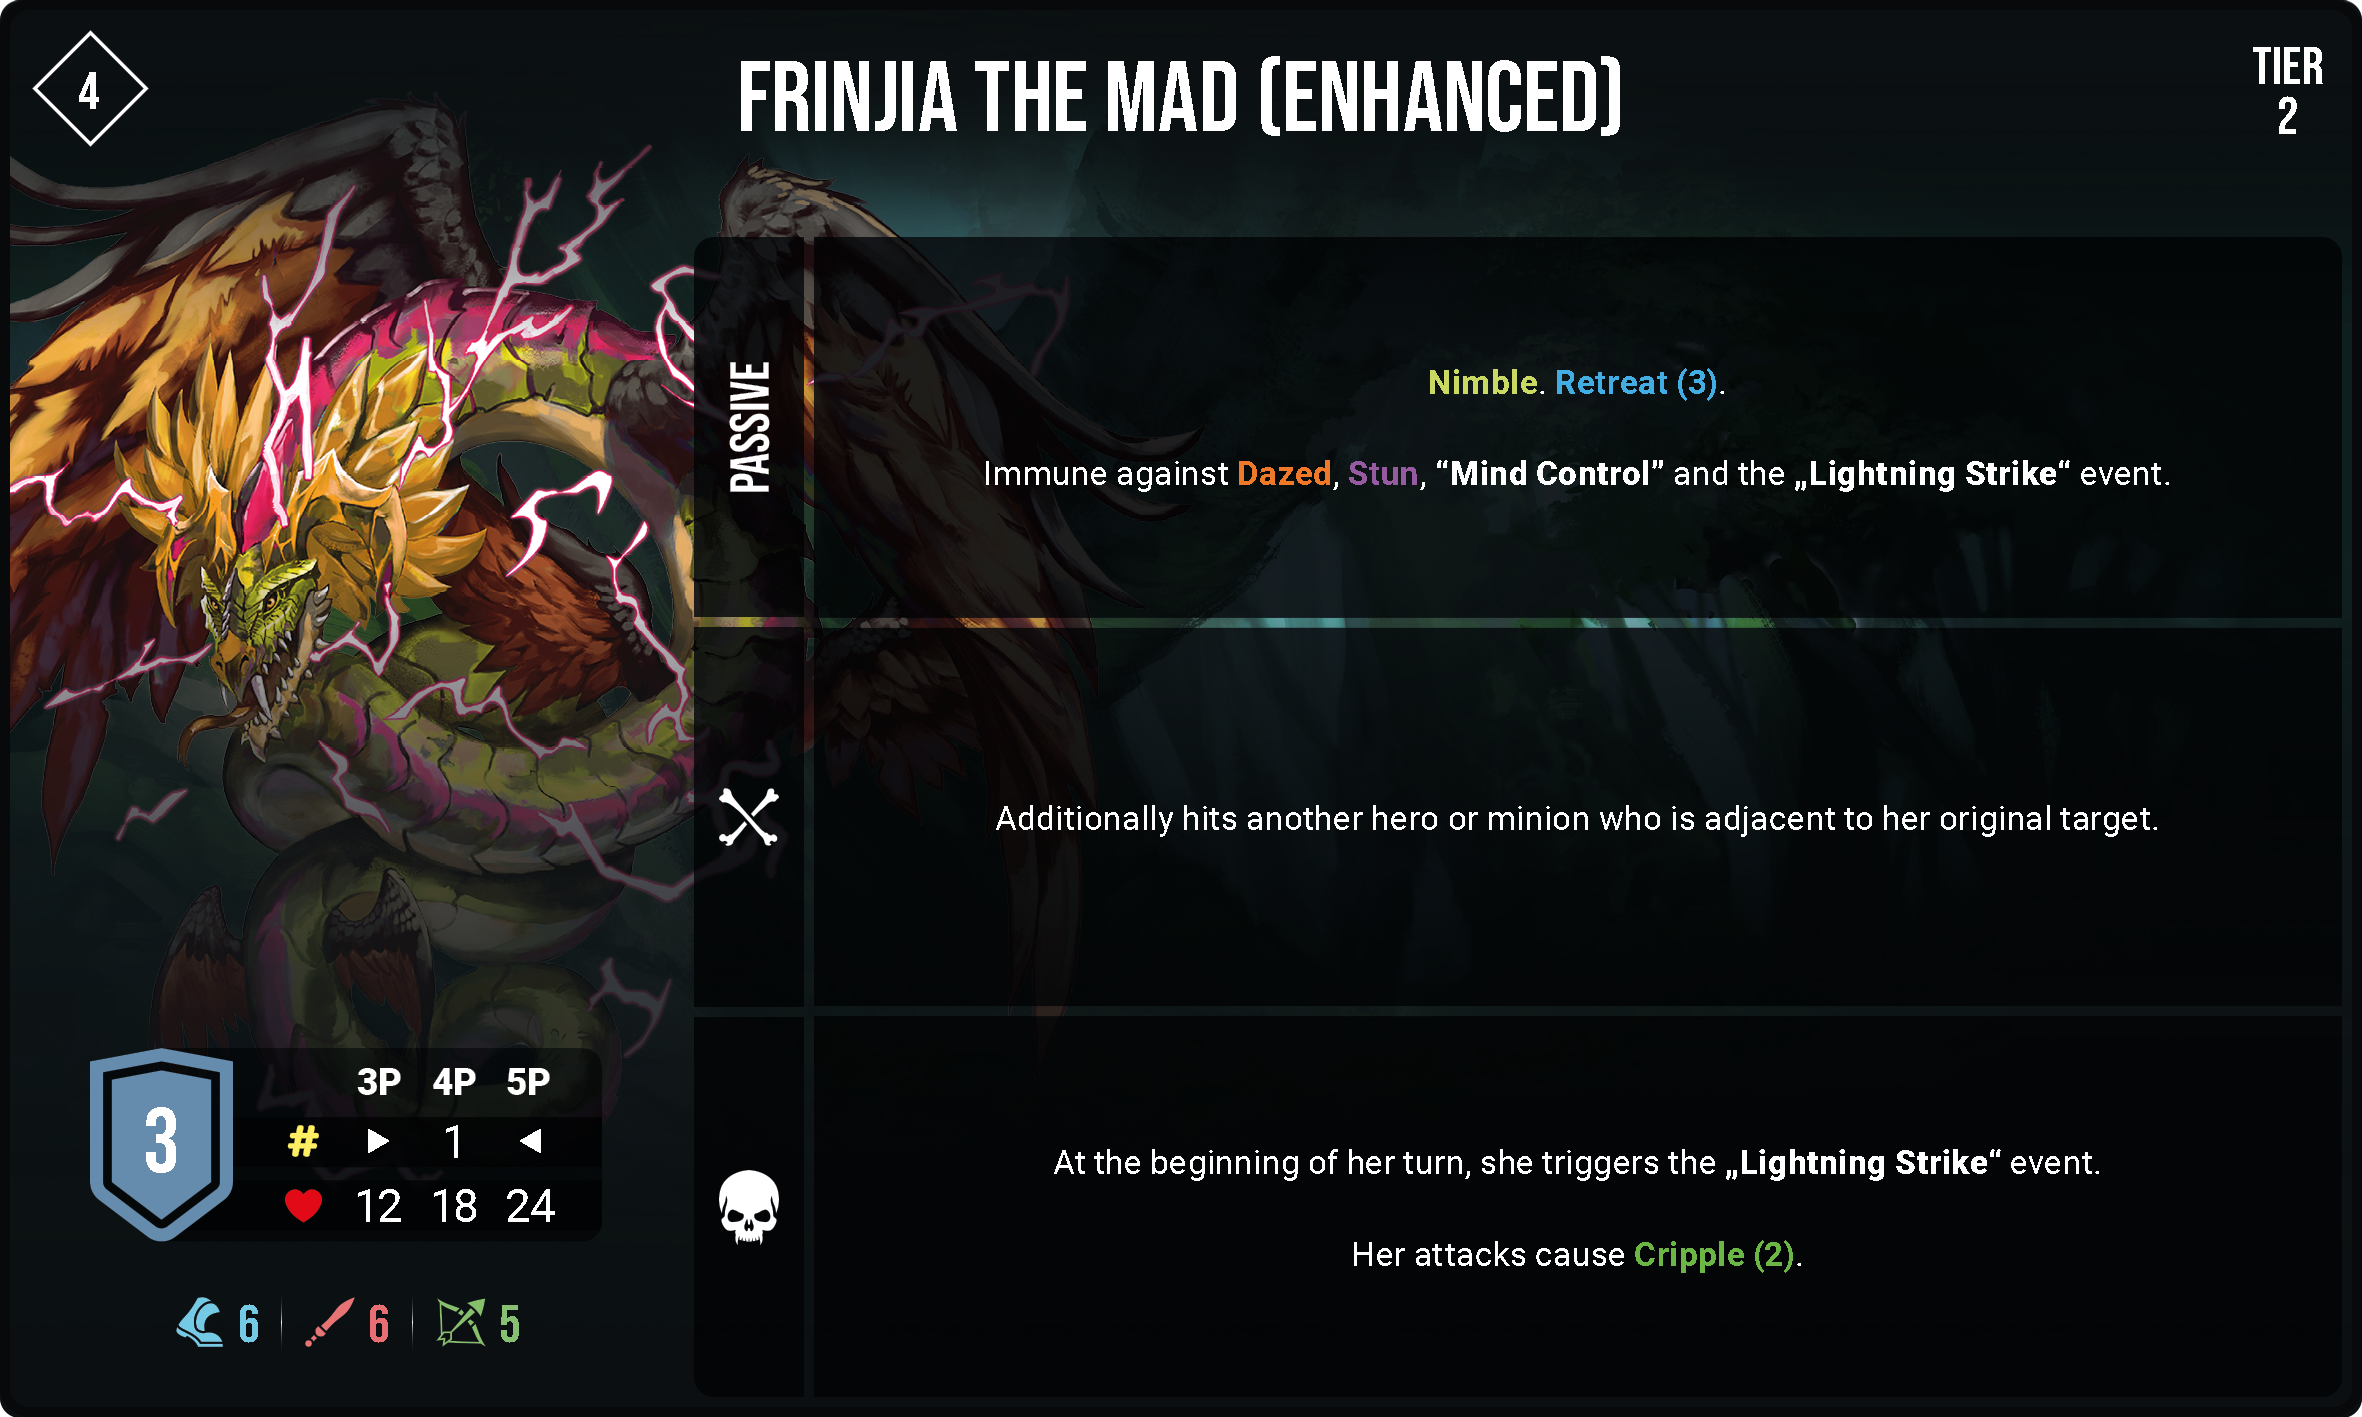 4
FRINJIA THE MAD (ENHANCED)
TIER
2
PASSIVE
Nimble. Retreat (3).
Immune against Dazed, Stun, “Mind Control” and the „Lightning Strike“ event.
Additionally hits another hero or minion who is adjacent to her original target.
At the beginning of her turn, she triggers the „Lightning Strike“ event.
Her attacks cause Cripple (2).
3
3P 4P 5P
# ▶ 1 ◀
12 18 24
6 6 5